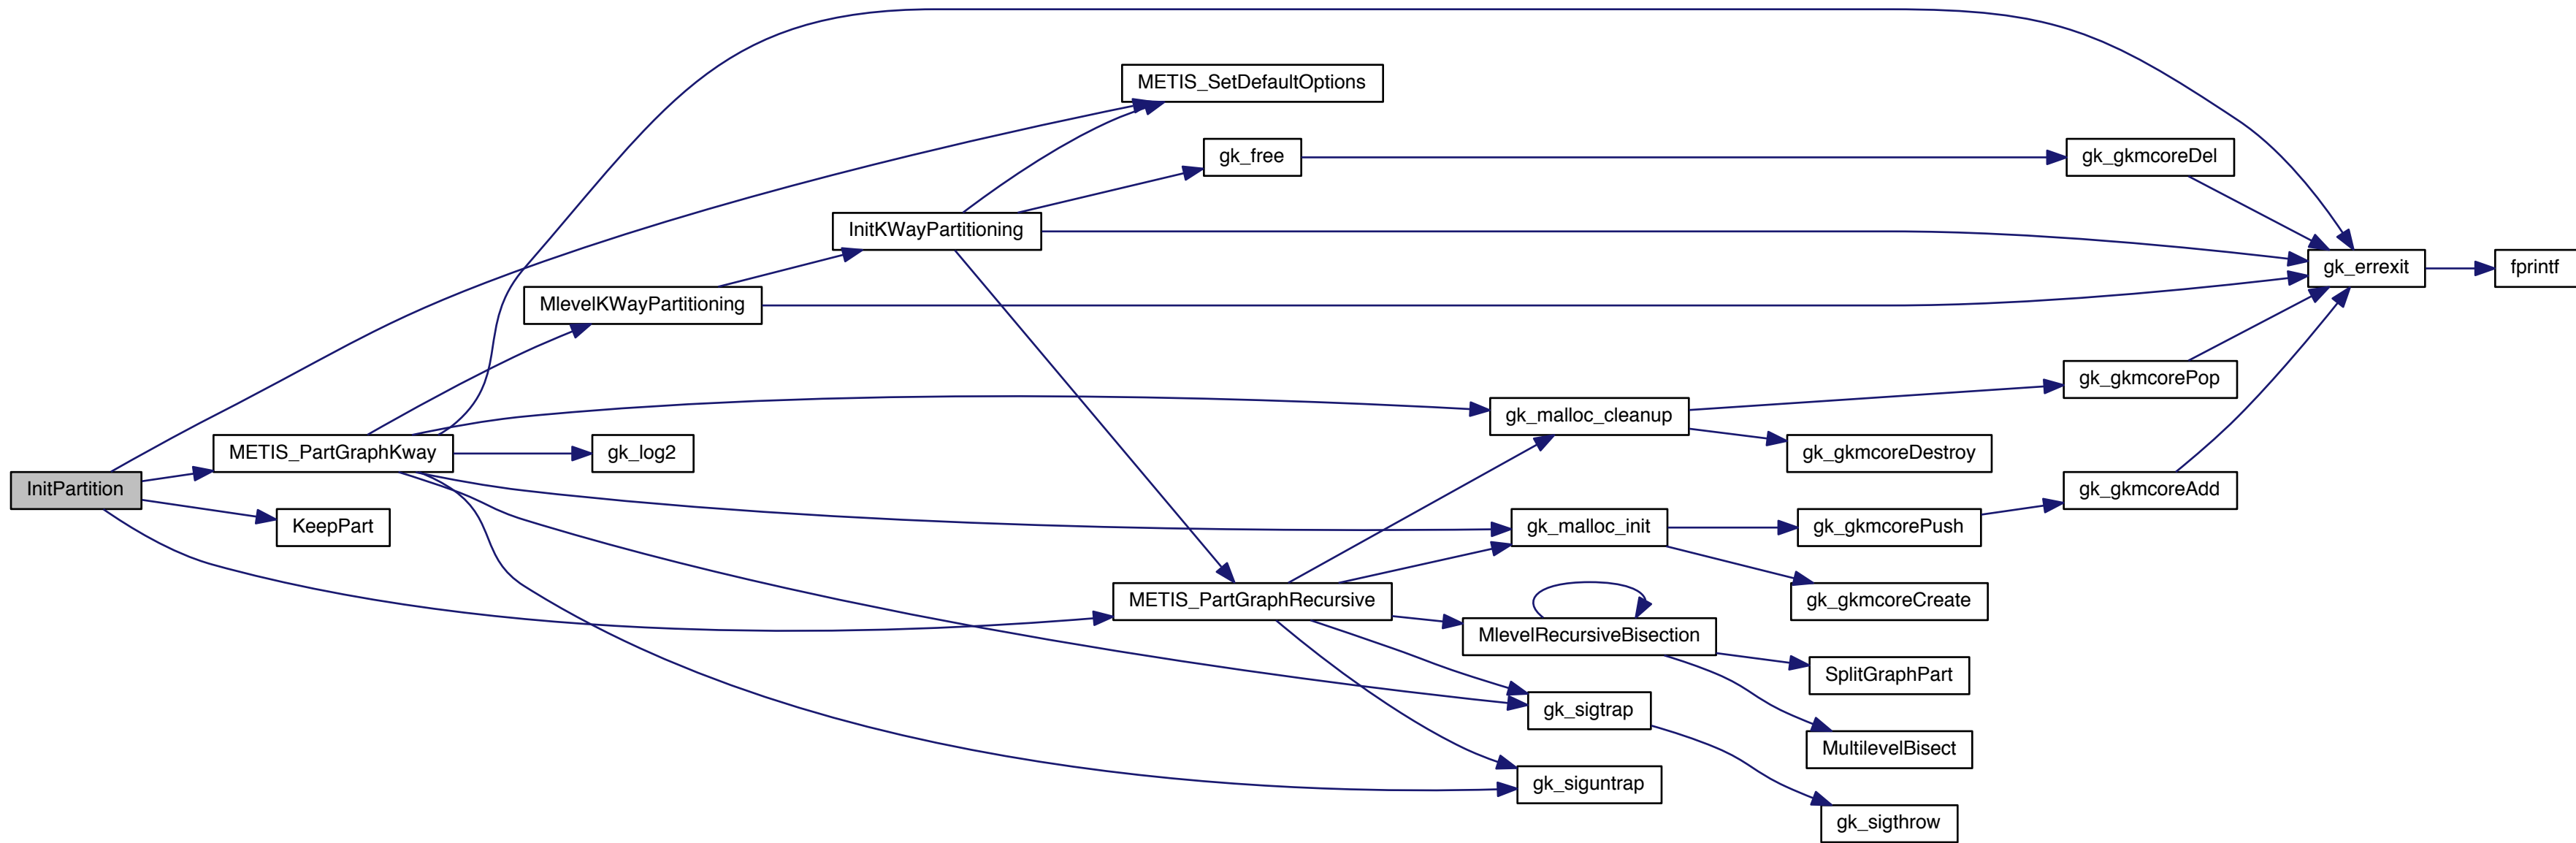 METIS_SetDefaultOptions
gk_free
gk_gkmcoreDel
InitKWayPartitioning
gk_errexit
fprintf
MlevelKWayPartitioning
gk_gkmcorePop
gk_malloc_cleanup
METIS_PartGraphKway
gk_log2
gk_gkmcoreDestroy
InitPartition
gk_gkmcoreAdd
KeepPart
gk_malloc_init
gk_gkmcorePush
METIS_PartGraphRecursive
gk_gkmcoreCreate
MlevelRecursiveBisection
SplitGraphPart
gk_sigtrap
MultilevelBisect
gk_siguntrap
gk_sigthrow